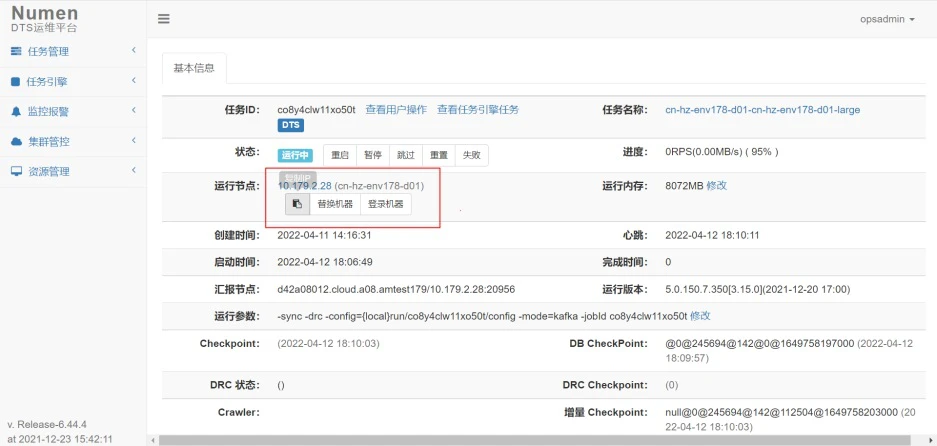 Numen
DTS运维平台
opsadmin
任务管理
任务引擎
监控报警
集群管控
资源管理
基本信息
任务ID: co8y4clw11xo50t 查看用户操作 查看任务引擎任务
DTS
任务名称: cn-hz-env178-d01-cn-hz-env178-d01-large
状态: 运行中 重启 暂停 跳过 重置 失败
进度: 0RPS(0.00MB/s) ( 95% )
复制IP
运行节点: 10.179.2.28 (cn-hz-env178-d01)
替换机器 登录机器
运行内存: 8072MB 修改
创建时间: 2022-04-11 14:16:31
心跳: 2022-04-12 18:10:11
启动时间: 2022-04-12 18:06:49
完成时间: 0
汇报节点: d42a08012.cloud.a08.amtest179/10.179.2.28:20956
运行版本: 5.0.150.7.350[3.15.0](2021-12-20 17:00)
运行参数: -sync -drc -config={local}run/co8y4clw11xo50t/config -mode=kafka -jobId co8y4clw11xo50t 修改
Checkpoint: (2022-04-12 18:10:03)
DB CheckPoint: @0@245694@142@0@1649758197000 (2022-04-12
18:09:57)
DRC 状态: ()
DRC Checkpoint: (0)
Crawler:
增量 Checkpoint: null@0@245694@142@112504@1649758203000 (20
22-04-12 18:10:03)
v. Release-6.44.4
at 2021-12-23 15:42:11